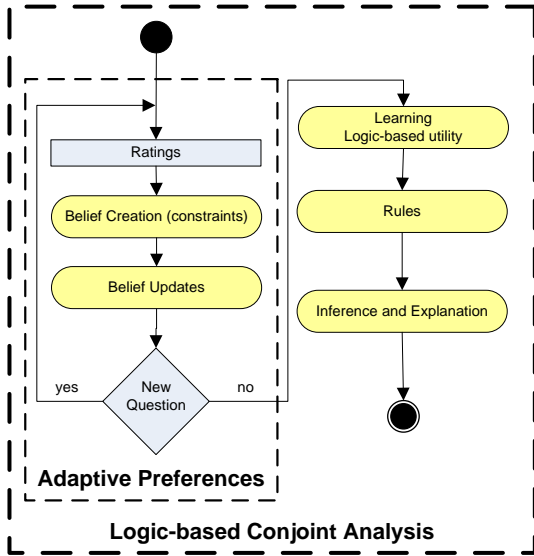 Ratings
Belief Creation (constraints)
Belief Updates
New
Question
yes
no
Adaptive Preferences
Learning
Logic-based utility
Rules
Inference and Explanation
Logic-based Conjoint Analysis